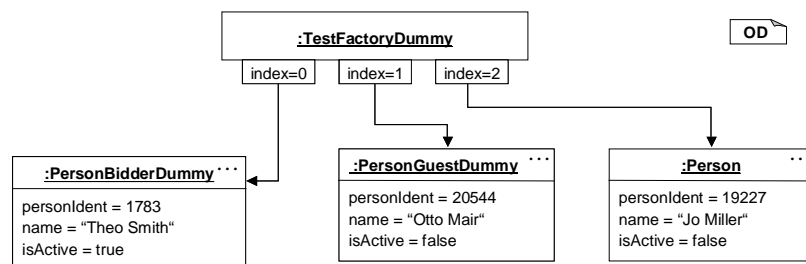 :TestFactoryDummy
OD
index=0 index=1 index=2
:PersonBidderDummy ...
personIdent = 1783
name = “Theo Smith“
isActive = true
:PersonGuestDummy ...
personIdent = 20544
name = “Otto Mair“
isActive = false
:Person ...
personIdent = 19227
name = “Jo Miller“
isActive = false